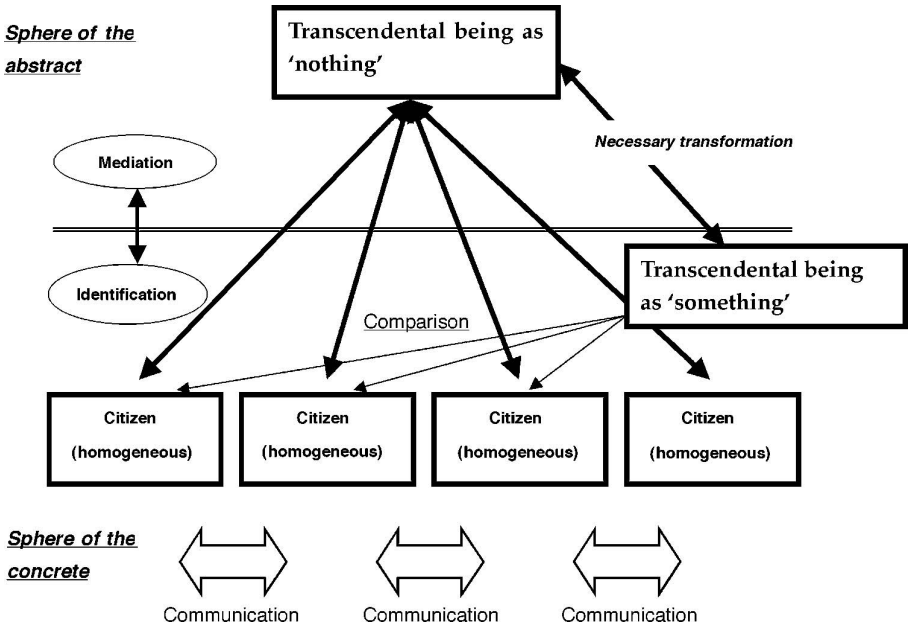 Sphere of the
abstract
Transcendental being as
‘nothing’
Necessary transformation
Mediation
Identification
Transcendental being
as ‘something’
Comparison
Citizen
(homogeneous)
Citizen
(homogeneous)
Citizen
(homogeneous)
Citizen
(homogeneous)
Sphere of the
concrete
Communication
Communication
Communication